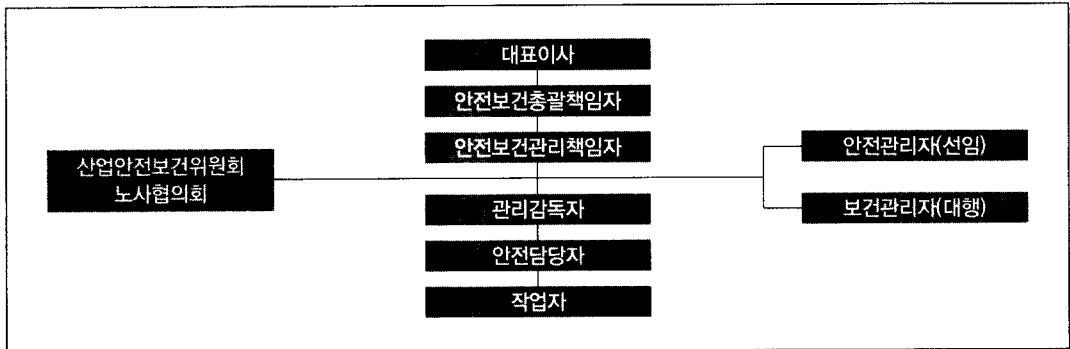 대표이사
안전보건총괄책임자
안전보건관리책임자
산업안전보건위원회
노사협의회
안전관리자(선임)
보건관리자(대행)
관리감독자
안전담당자
작업자